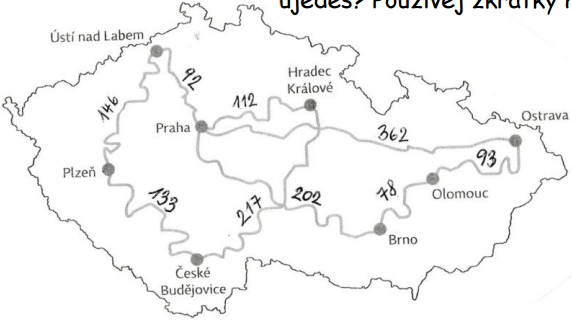 ujedeš? Používej zkratky
Ústí nad Labem
92
Hradec
Králové
146
112
Ostrava
Praha
362
93
Plzeň
133
78
Olomouc
217
202
Brno
České
Budějovice